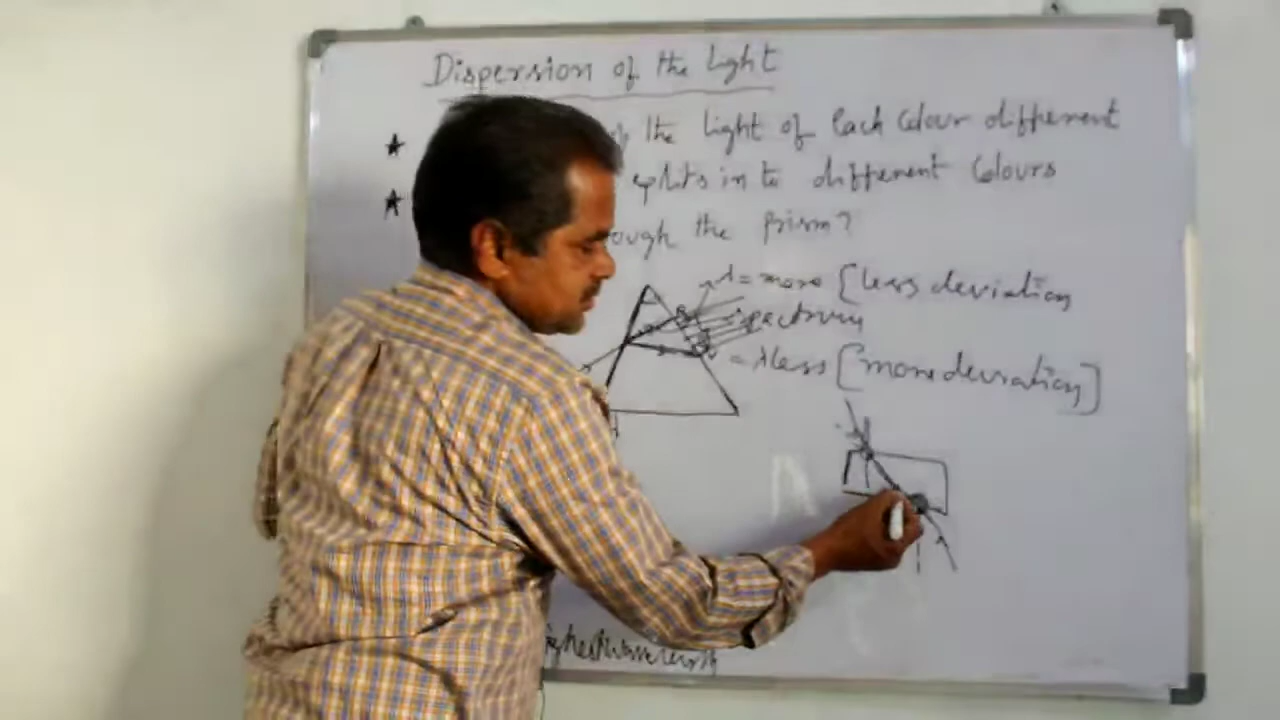 Dispersion of the light
the light of Each colour different
splits in to different Colours
ough the prism?
λ = more [less deviation
spectrum
V = λ less [more deviation]